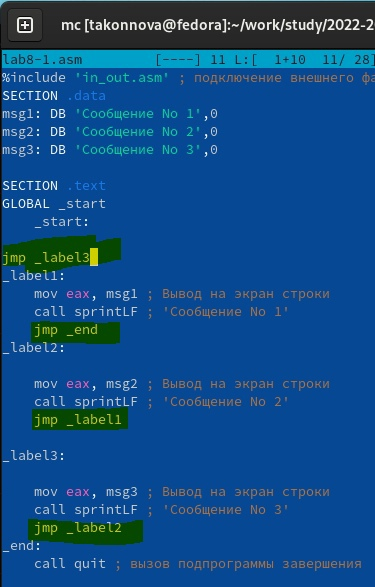 mc [takonnova@fedora]:~/work/study/2022-2
lab8-1.asm [----] 11 L:[ 1+10 11/ 28]
%include 'in_out.asm' ; подключение внешнего фа
SECTION .data
msg1: DB 'Сообщение No 1',0
msg2: DB 'Сообщение No 2',0
msg3: DB 'Сообщение No 3',0
SECTION .text
GLOBAL _start
_start:
jmp _label3
_label1:
mov eax, msg1 ; Вывод на экран строки
call sprintLF ; 'Сообщение No 1'
jmp _end
_label2:
mov eax, msg2 ; Вывод на экран строки
call sprintLF ; 'Сообщение No 2'
jmp _label1
_label3:
mov eax, msg3 ; Вывод на экран строки
call sprintLF ; 'Сообщение No 3'
jmp _label2
_end:
call quit ; вызов подпрограммы завершения